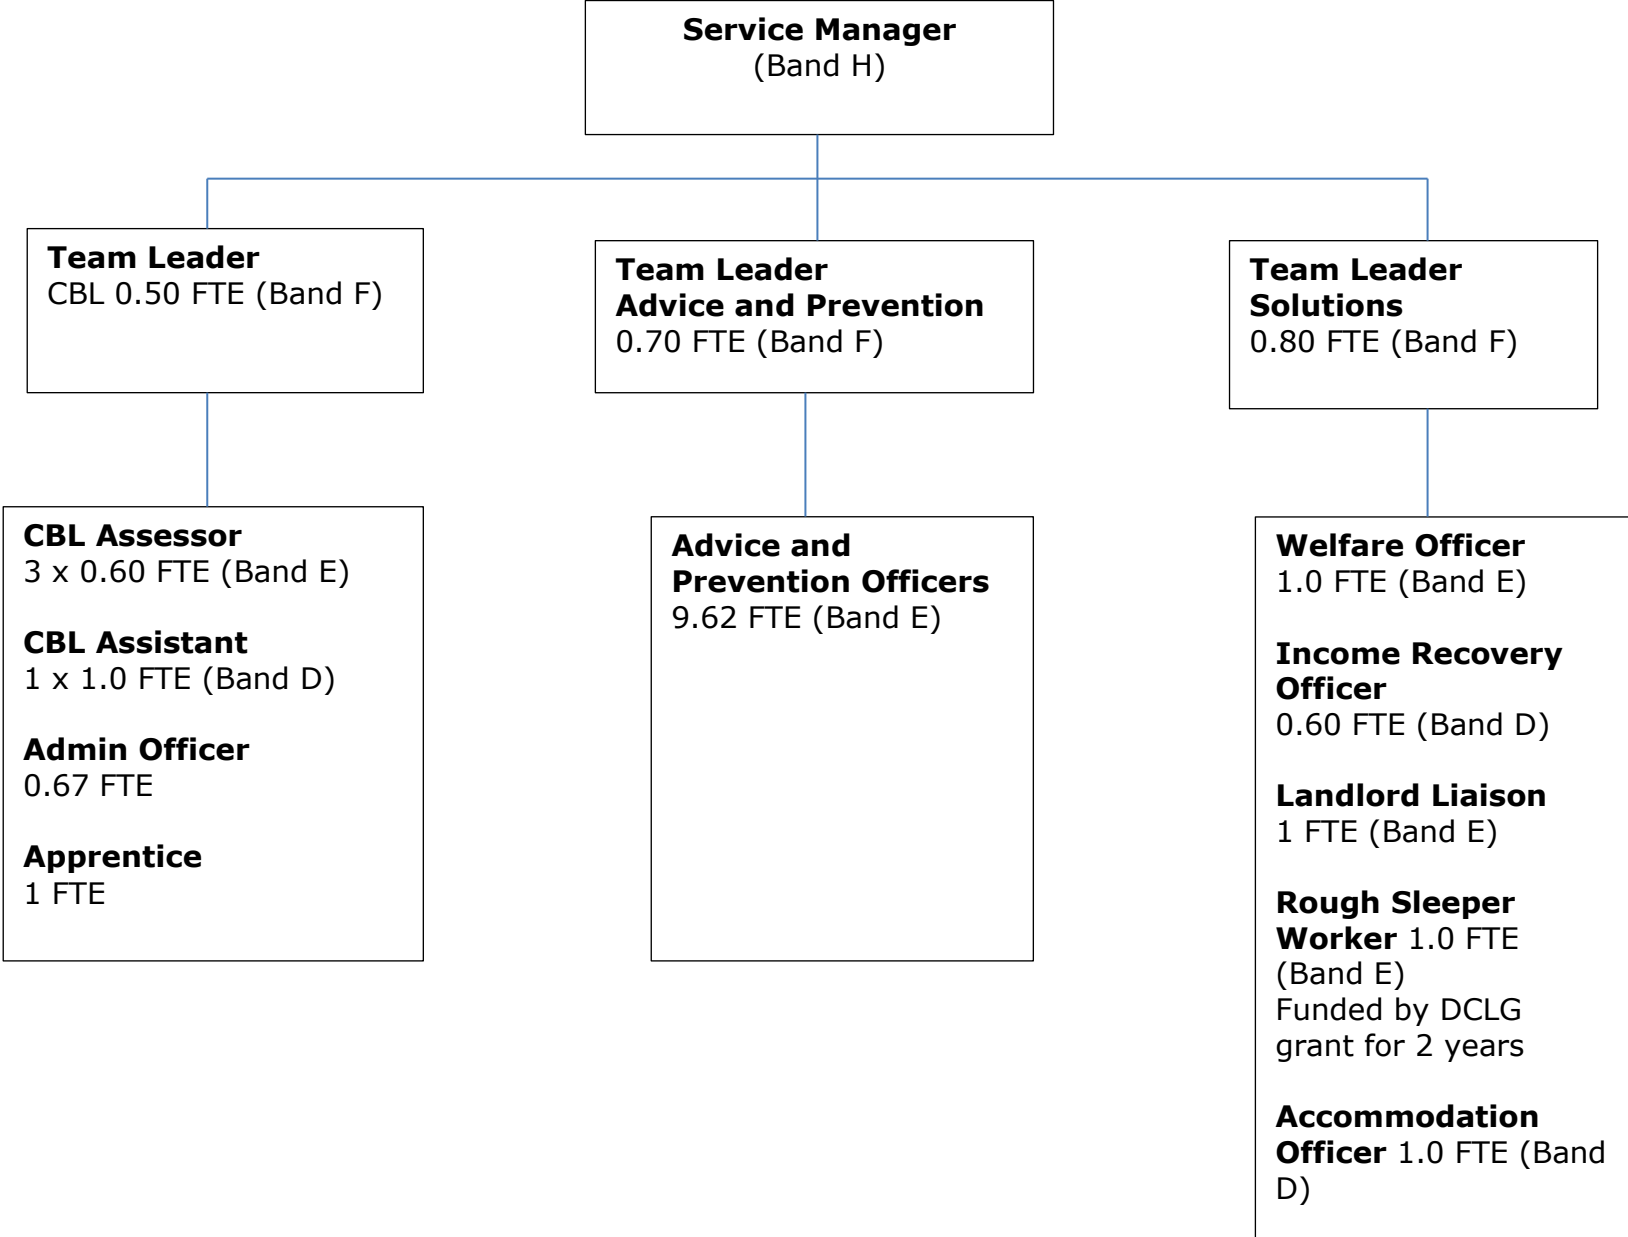 Service Manager
(Band H)
Team Leader
CBL 0.50 FTE (Band F)
Team Leader
Advice and Prevention
0.70 FTE (Band F)
Team Leader
Solutions
0.80 FTE (Band F)
CBL Assessor
3 x 0.60 FTE (Band E)
CBL Assistant
1 x 1.0 FTE (Band D)
Admin Officer
0.67 FTE
Apprentice
1 FTE
Advice and
Prevention Officers
9.62 FTE (Band E)
Welfare Officer
1.0 FTE (Band E)
Income Recovery
Officer
0.60 FTE (Band D)
Landlord Liaison
1 FTE (Band E)
Rough Sleeper
Worker 1.0 FTE
(Band E)
Funded by DCLG
grant for 2 years
Accommodation
Officer 1.0 FTE (Band
D)